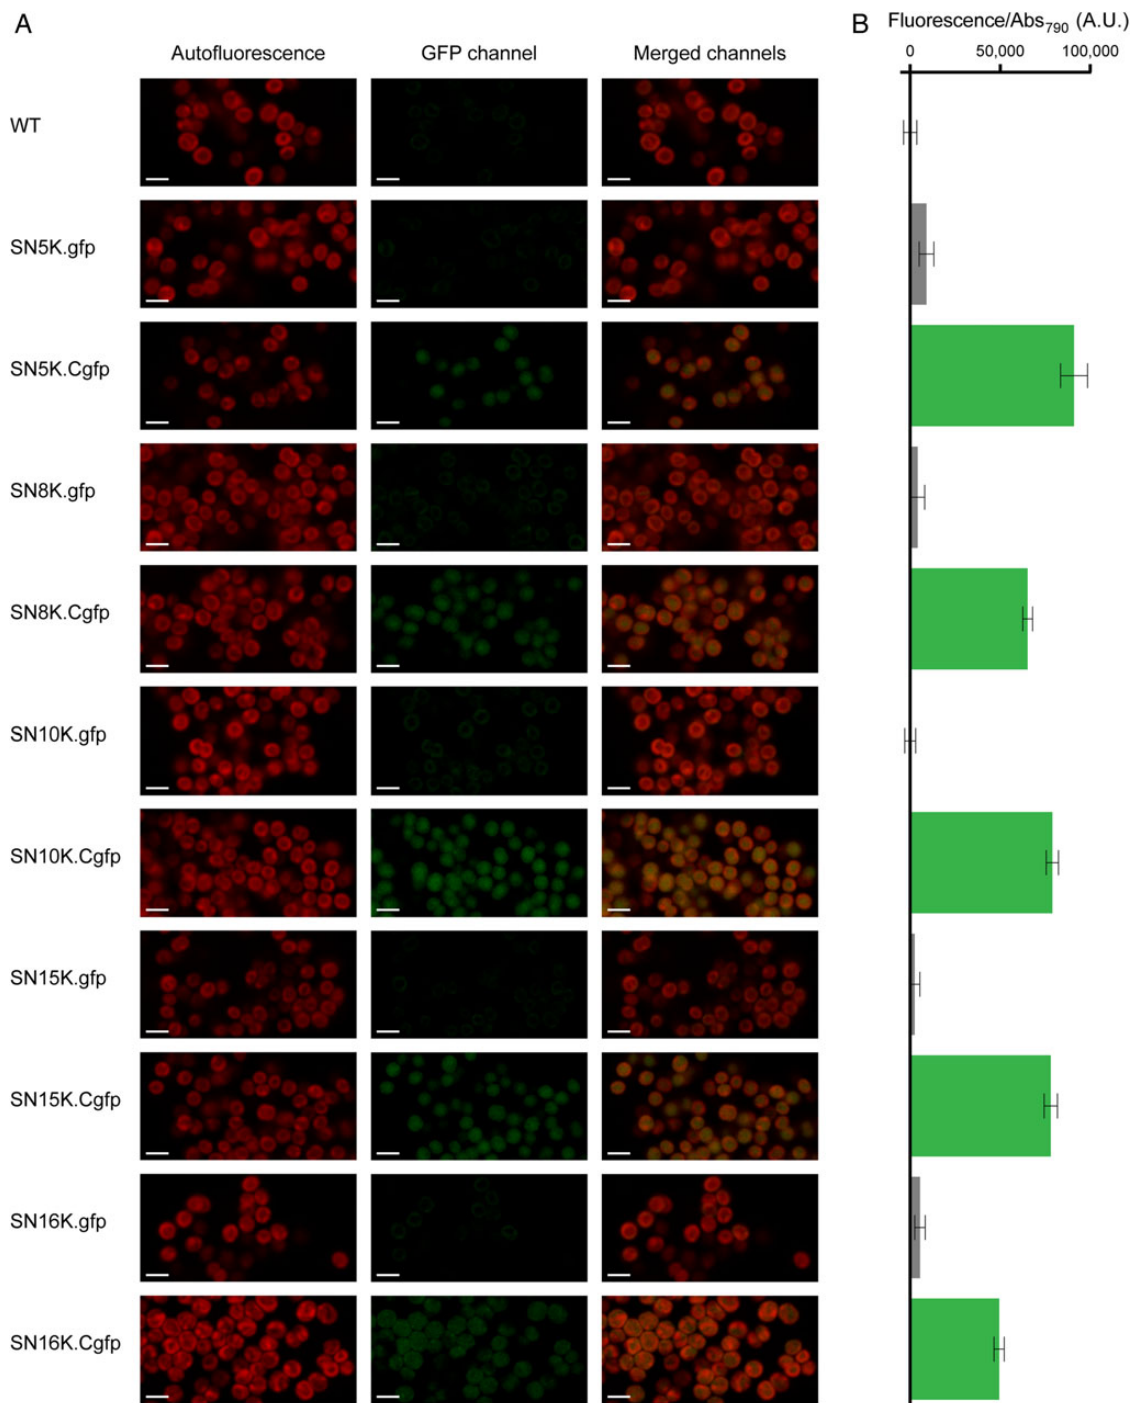 A
B
Fluorescence/Abs790 (A.U.)
Autofluorescence
GFP channel
Merged channels
0
50,000
100,000
WT
SN5K.gfp
SN5K.Cgfp
SN8K.gfp
SN8K.Cgfp
SN10K.gfp
SN10K.Cgfp
SN15K.gfp
SN15K.Cgfp
SN16K.gfp
SN16K.Cgfp